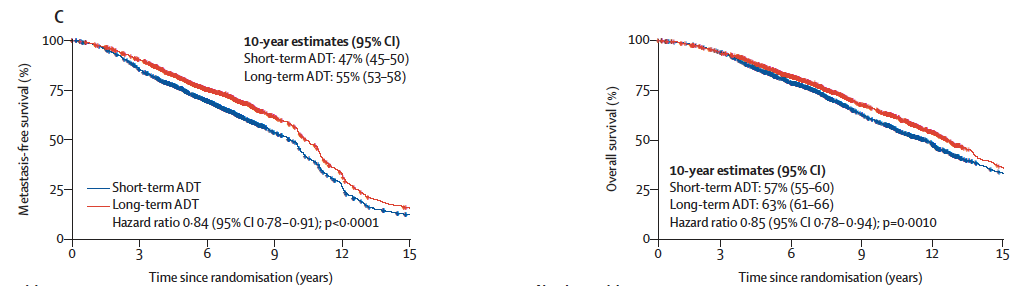 C
Metastasis-free survival (%)
100
75
50
25
0
10-year estimates (95% CI)
Short-term ADT: 47% (45–50)
Long-term ADT: 55% (53–58)
Short-term ADT
Long-term ADT
Hazard ratio 0·84 (95% CI 0·78–0·91); p<0·0001
0 3 6 9 12 15
Time since randomisation (years)
Overall survival (%)
100
75
50
25
0
10-year estimates (95% CI)
Short-term ADT: 57% (55–60)
Long-term ADT: 63% (61–66)
Hazard ratio 0·85 (95% CI 0·78–0·94); p=0·0010
0 3 6 9 12 15
Time since randomisation (years)